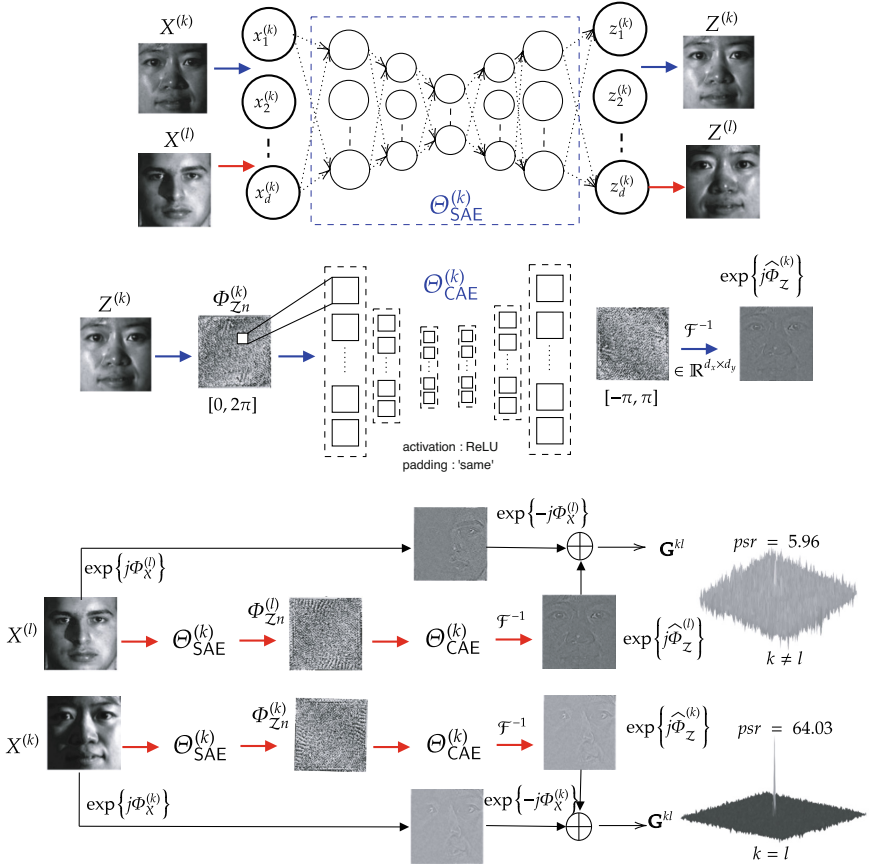 X^(k)
x_1^(k)
z_1^(k)
Z^(k)
x_2^(k)
z_2^(k)
X^(l)
Z^(l)
x_d^(k)
z_d^(k)
Θ_SAE^(k)
exp{jΦ̂_𝒵^(k)}
Z^(k)
Φ_𝒵n^(k)
Θ_CAE^(k)
ℱ^−1
∈ ℝ^{d_x×d_y}
[0, 2π]
[−π, π]
activation : ReLU
padding : 'same'
exp{−jΦ_X^(l)}
G^kl
psr = 5.96
exp{jΦ_X^(l)}
X^(l)
Θ_SAE^(k)
Φ_𝒵n^(l)
Θ_CAE^(k)
ℱ^−1
exp{jΦ̂_𝒵^(l)}
k ≠ l
X^(k)
Θ_SAE^(k)
Φ_𝒵n^(k)
Θ_CAE^(k)
ℱ^−1
exp{jΦ̂_𝒵^(k)}
psr = 64.03
exp{jΦ_X^(k)}
exp{−jΦ_X^(k)}
G^kl
k = l